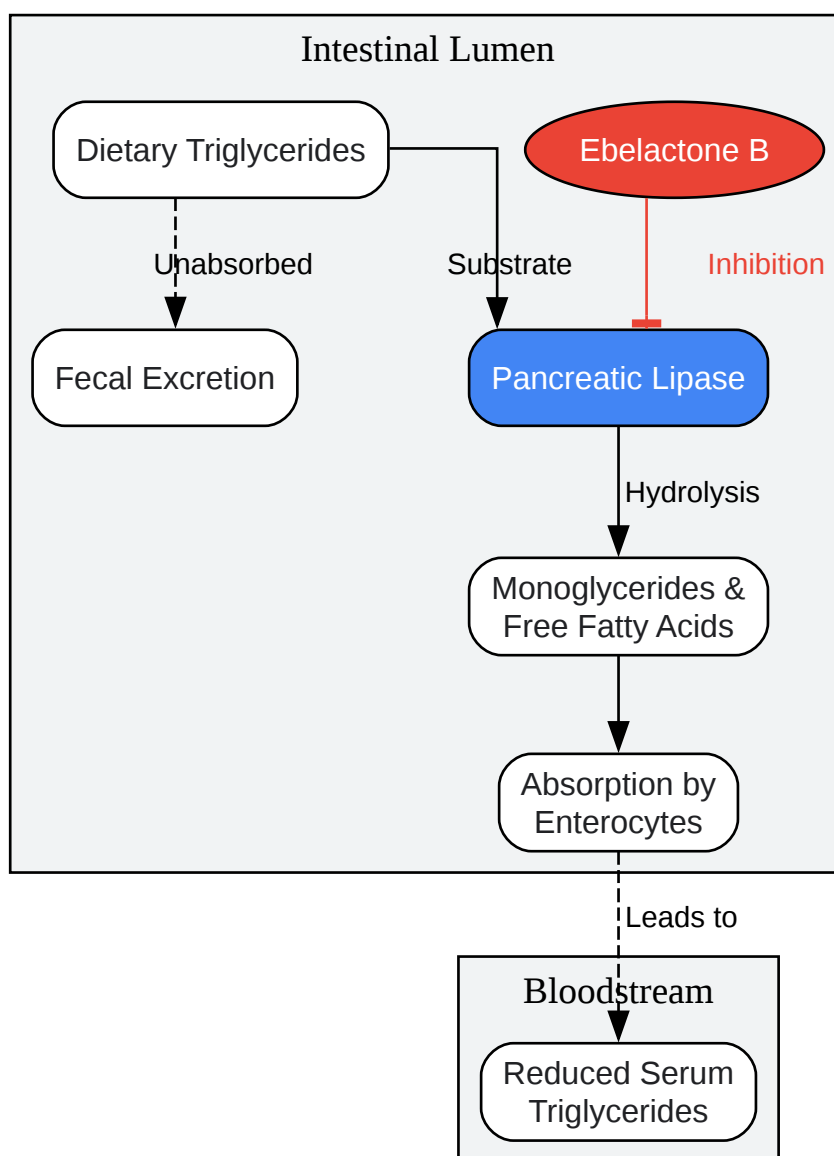 Intestinal Lumen
Dietary Triglycerides
Ebelactone B
Unabsorbed
Substrate
Inhibition
Fecal Excretion
Pancreatic Lipase
Hydrolysis
Monoglycerides &
Free Fatty Acids
Absorption by
Enterocytes
Leads to
Bloodstream
Reduced Serum
Triglycerides